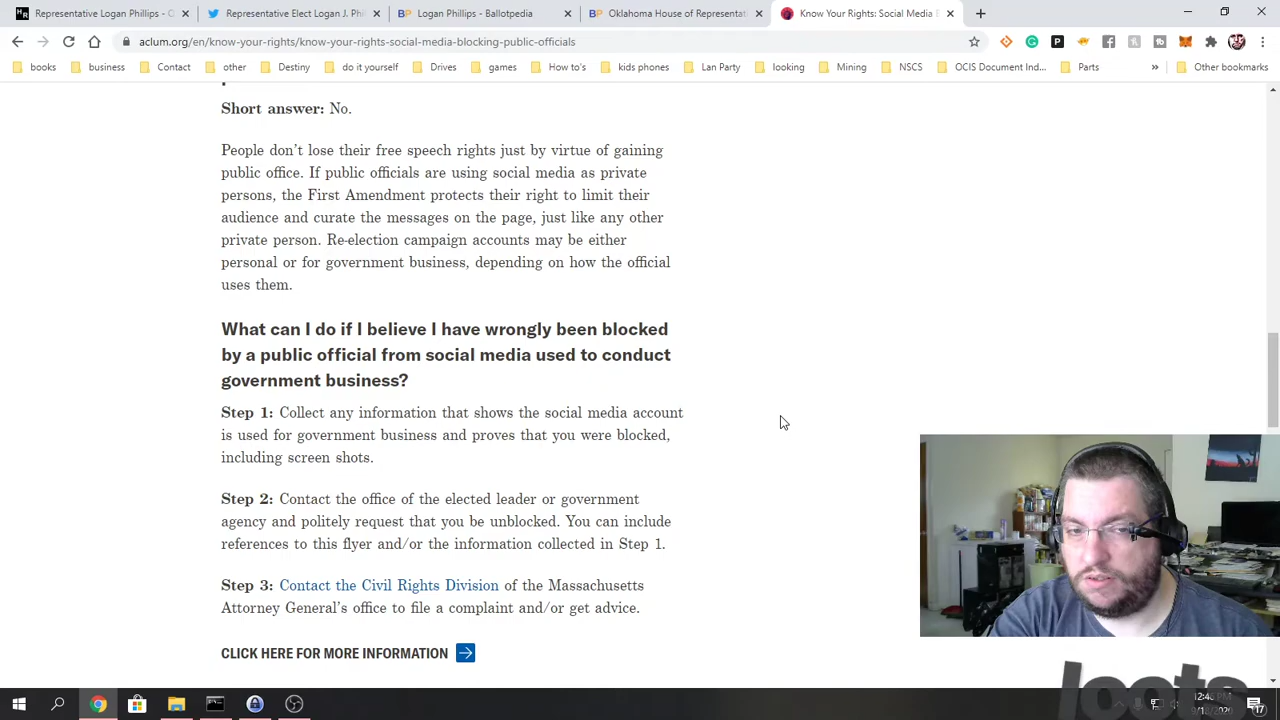 Representative Logan Phillips - O
Representative Elect Logan J. Phil
Logan Phillips - Ballotpedia
Oklahoma House of Representat
Know Your Rights: Social Media B
aclum.org/en/know-your-rights/know-your-rights-social-media-blocking-public-officials
books
business
Contact
other
Destiny
do it yourself
Drives
games
How to's
kids phones
Lan Party
looking
Mining
NSCS
OCIS Document Ind...
Parts
Other bookmarks
Short answer: No.
People don't lose their free speech rights just by virtue of gaining
public office. If public officials are using social media as private
persons, the First Amendment protects their right to limit their
audience and curate the messages on the page, just like any other
private person. Re-election campaign accounts may be either
personal or for government business, depending on how the official
uses them.
What can I do if I believe I have wrongly been blocked
by a public official from social media used to conduct
government business?
Step 1: Collect any information that shows the social media account
is used for government business and proves that you were blocked,
including screen shots.
Step 2: Contact the office of the elected leader or government
agency and politely request that you be unblocked. You can include
references to this flyer and/or the information collected in Step 1.
Step 3: Contact the Civil Rights Division of the Massachusetts
Attorney General's office to file a complaint and/or get advice.
CLICK HERE FOR MORE INFORMATION
loots